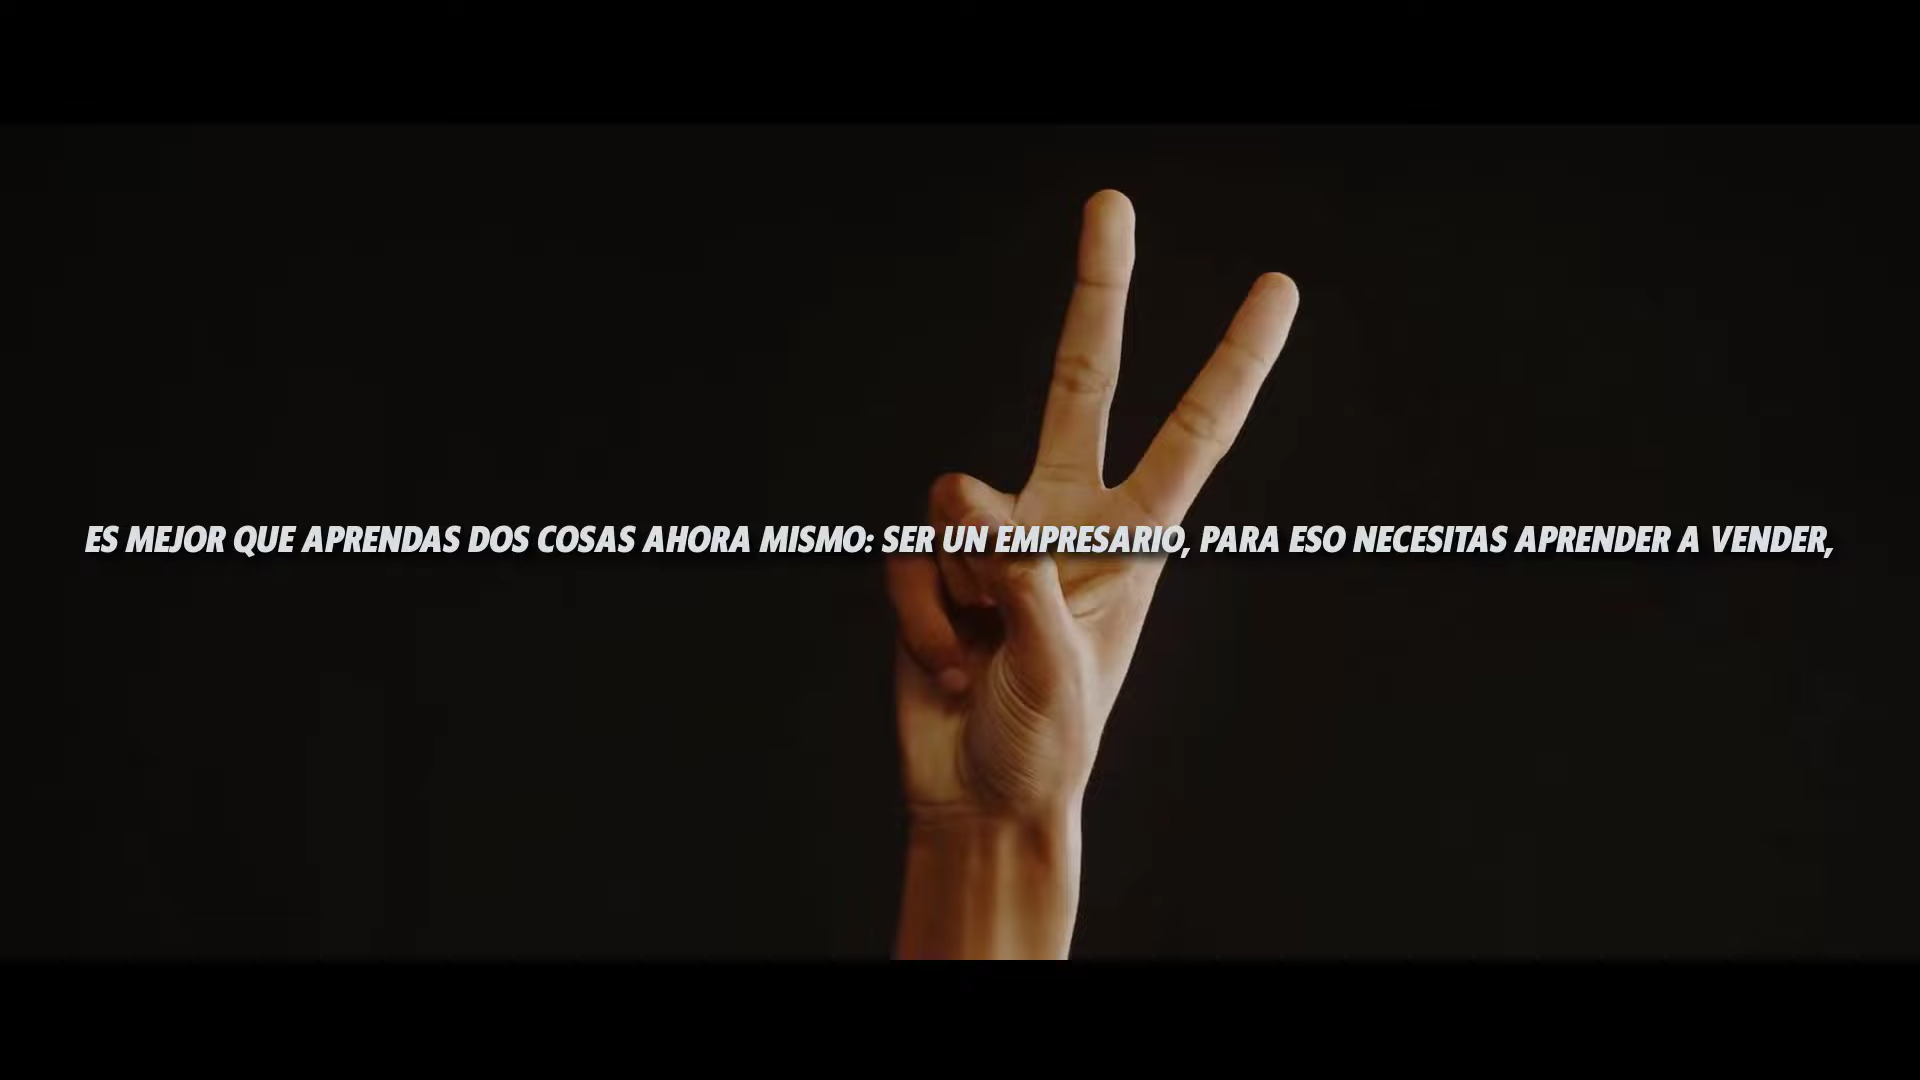 ES MEJOR QUE APRENDAS DOS COSAS AHORA MISMO: SER UN EMPRESARIO, PARA ESO NECESITAS APRENDER A VENDER,